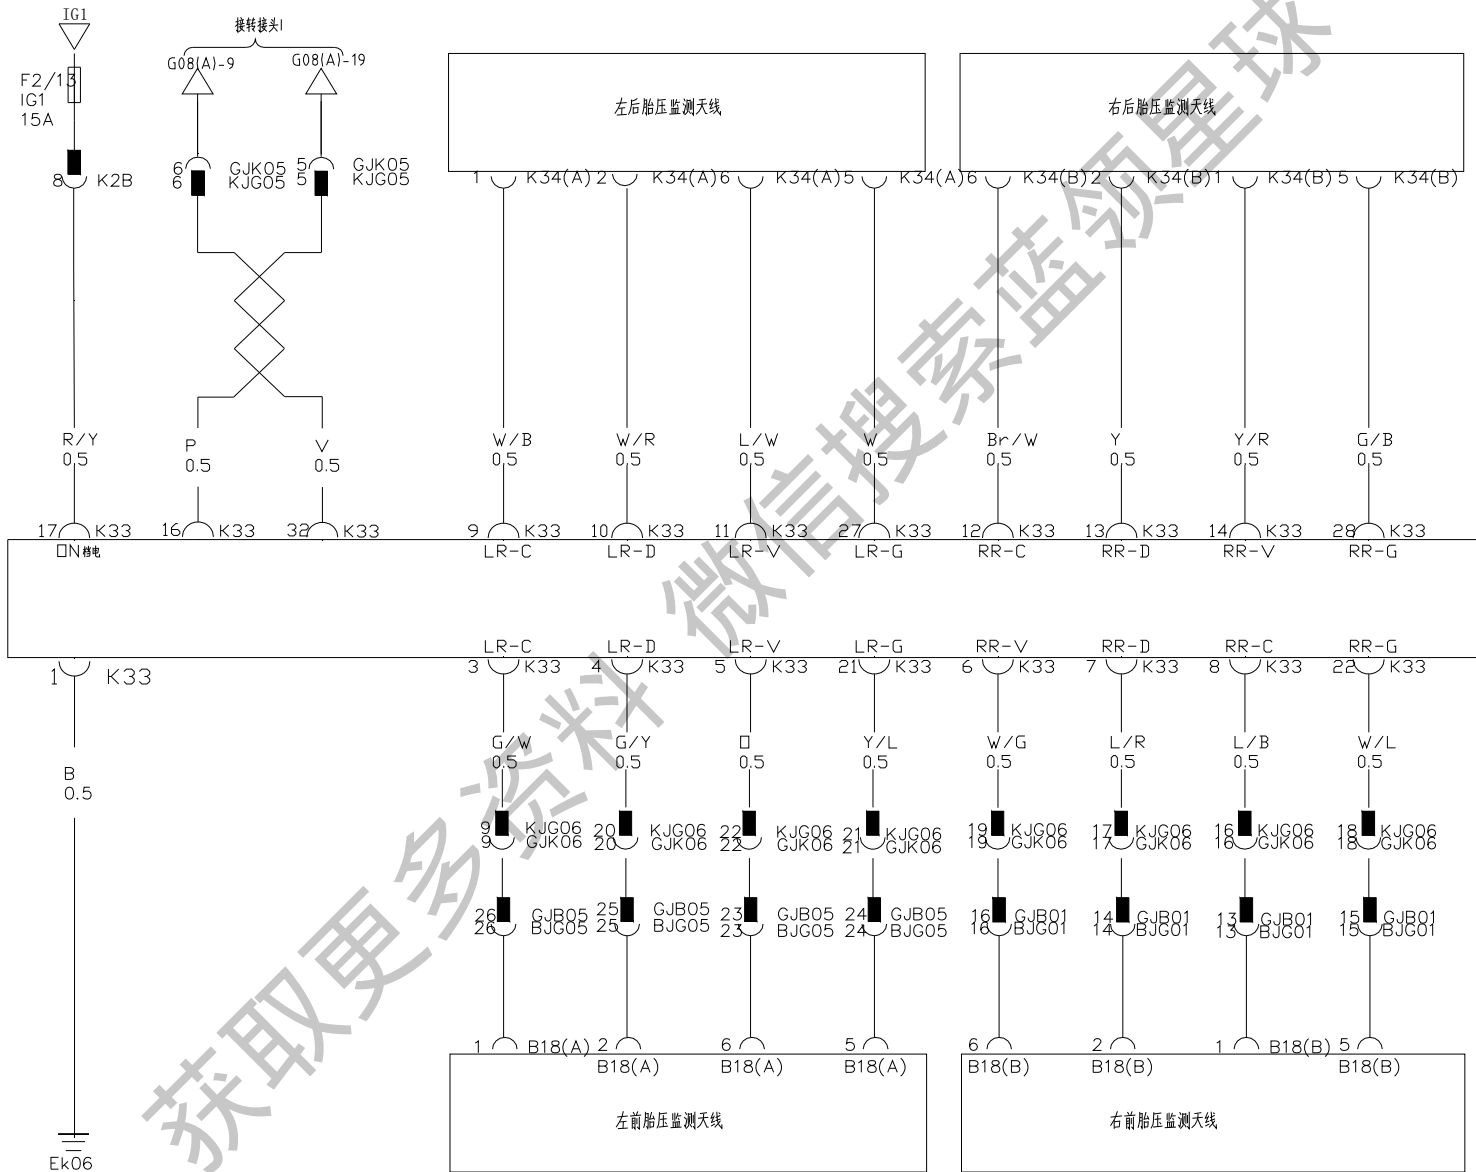 IG1
接转接头I
G08(A)-9
G08(A)-19
F2/13
IG1
15A
8 K2B
6 GJK05
6 KJG05
5 GJK05
5 KJG05
左后胎压监测天线
右后胎压监测天线
1 K34(A) 2 K34(A) 6 K34(A) 5 K34(A) 6 K34(B) 2 K34(B) 1 K34(B) 5 K34(B)
R/Y P V W/B W/R L/W W Br/W Y Y/R G/B
0.5 0.5 0.5 0.5 0.5 0.5 0.5 0.5 0.5 0.5 0.5
17 K33 16 K33 32 K33 9 K33 10 K33 11 K33 27 K33 12 K33 13 K33 14 K33 28 K33
ON档电 LR-C LR-D LR-V LR-G RR-C RR-D RR-V RR-G
LR-C LR-D LR-V LR-G RR-V RR-D RR-C RR-G
1 K33 3 K33 4 K33 5 K33 21 K33 6 K33 7 K33 8 K33 22 K33
G/W G/Y O Y/L W/G L/R L/B W/L
0.5 0.5 0.5 0.5 0.5 0.5 0.5 0.5
B
0.5
9 KJG06 20 KJG06 22 KJG06 21 KJG06 19 KJG06 17 KJG06 16 KJG06 18 KJG06
9 GJK06 20 GJK06 22 GJK06 21 GJK06 19 GJK06 17 GJK06 16 GJK06 18 GJK06
26 GJB05 25 GJB05 23 GJB05 24 GJB05 16 GJB01 14 GJB01 13 GJB01 15 GJB01
26 BJG05 25 BJG05 23 BJG05 24 BJG05 16 BJG01 14 BJG01 13 BJG01 15 BJG01
1 B18(A) 2 6 5 6 2 1 B18(B) 5
B18(A) B18(A) B18(A) B18(B) B18(B) B18(B)
左前胎压监测天线
右前胎压监测天线
Ek06
获取更多资料 微信搜索蓝领星球